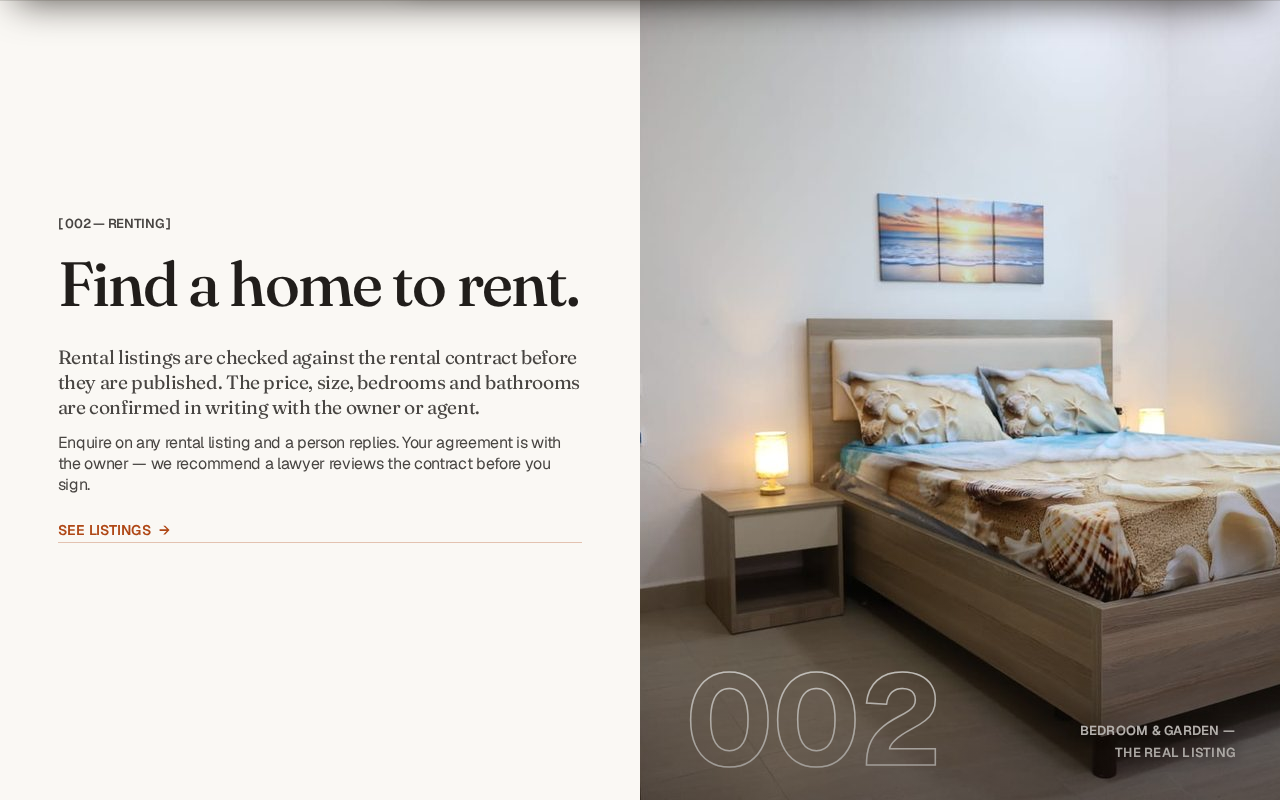 [002 — RENTING]
Find a home to rent.
Rental listings are checked against the rental contract before
they are published. The price, size, bedrooms and bathrooms
are confirmed in writing with the owner or agent.
Enquire on any rental listing and a person replies. Your agreement is with
the owner — we recommend a lawyer reviews the contract before you
sign.
SEE LISTINGS →
002
BEDROOM & GARDEN —
THE REAL LISTING